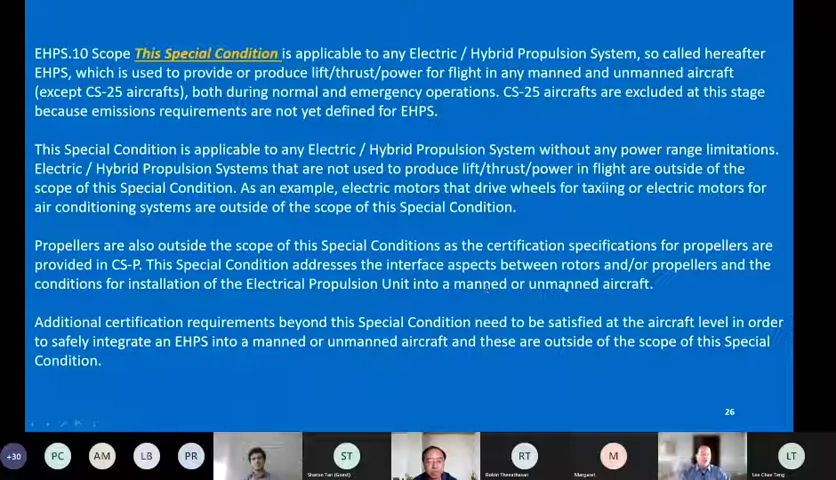 EHPS.10 Scope This Special Condition is applicable to any Electric / Hybrid Propulsion System, so called hereafter
EHPS, which is used to provide or produce lift/thrust/power for flight in any manned and unmanned aircraft
(except CS-25 aircrafts), both during normal and emergency operations. CS-25 aircrafts are excluded at this stage
because emissions requirements are not yet defined for EHPS.
This Special Condition is applicable to any Electric / Hybrid Propulsion System without any power range limitations.
Electric / Hybrid Propulsion Systems that are not used to produce lift/thrust/power in flight are outside of the
scope of this Special Condition. As an example, electric motors that drive wheels for taxiing or electric motors for
air conditioning systems are outside of the scope of this Special Condition.
Propellers are also outside the scope of this Special Conditions as the certification specifications for propellers are
provided in CS-P. This Special Condition addresses the interface aspects between rotors and/or propellers and the
conditions for installation of the Electrical Propulsion Unit into a manned or unmanned aircraft.
Additional certification requirements beyond this Special Condition need to be satisfied at the aircraft level in order
to safely integrate an EHPS into a manned or unmanned aircraft and these are outside of the scope of this Special
Condition.
26
+30 PC AM LB PR ST RT M LT
Sharon Tan (Guest) Robin Thevathasan Margaret Lee Chee Teng